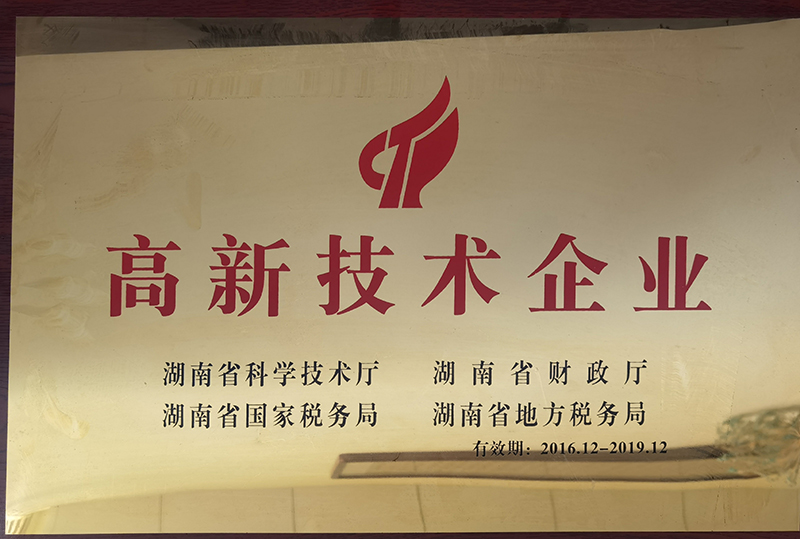 高新技术企业
湖南省科学技术厅 湖南省财政厅
湖南省国家税务局 湖南省地方税务局
有效期：2016.12-2019.12